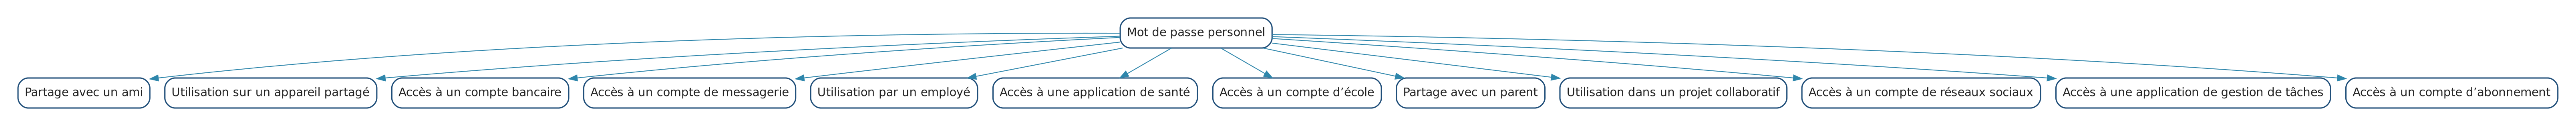 Mot de passe personnel
Partage avec un ami
Utilisation sur un appareil partagé
Accès à un compte bancaire
Accès à un compte de messagerie
Utilisation par un employé
Accès à une application de santé
Accès à un compte d’école
Partage avec un parent
Utilisation dans un projet collaboratif
Accès à un compte de réseaux sociaux
Accès à une application de gestion de tâches
Accès à un compte d’abonnement